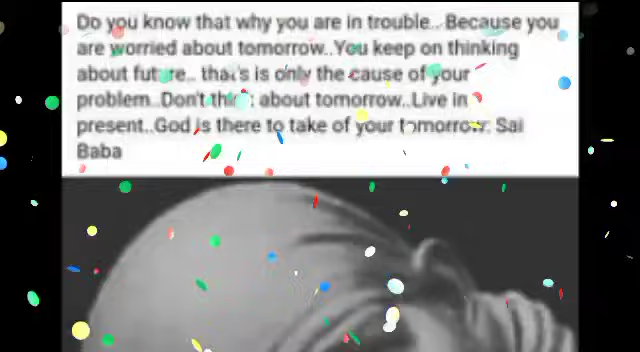 Do you know that why you are in trouble.. Because you
are worried about tomorrow..You keep on thinking
about future.. that's is only the cause of your
problem..Don't think about tomorrow..Live in
present..God is there to take of your tomorrow. Sai
Baba